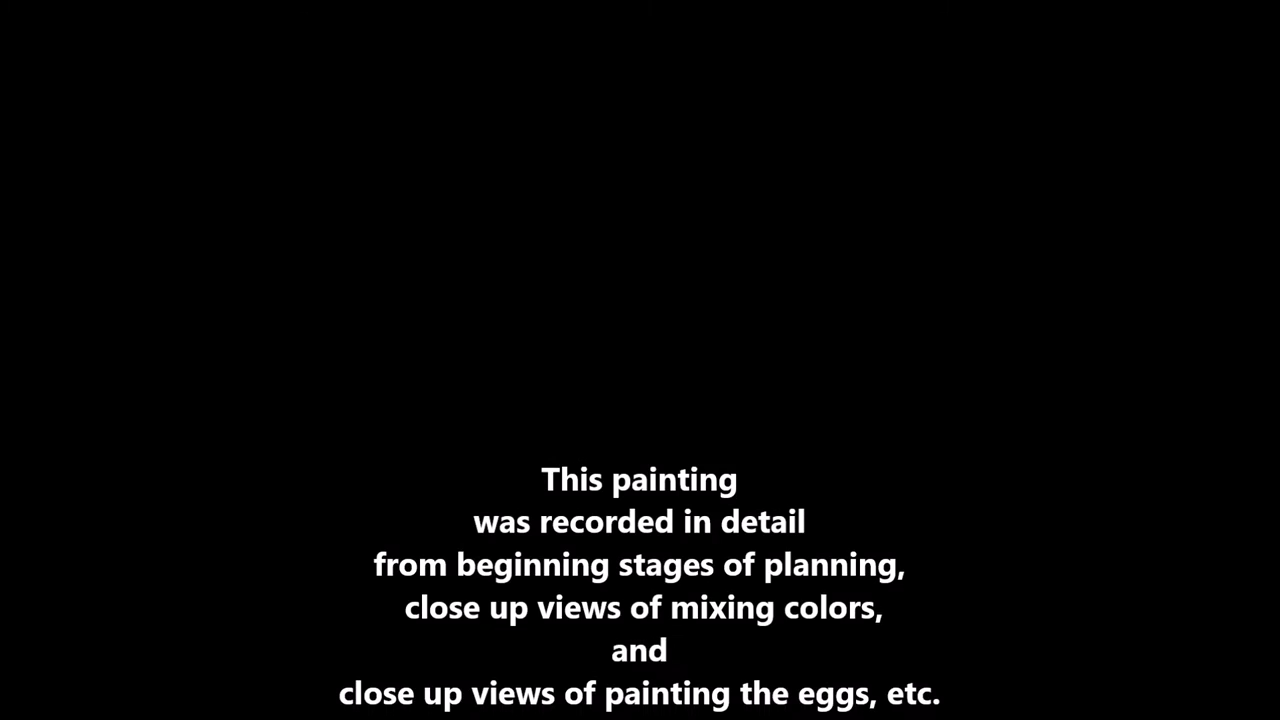 This painting
was recorded in detail
from beginning stages of planning,
close up views of mixing colors,
and
close up views of painting the eggs, etc.